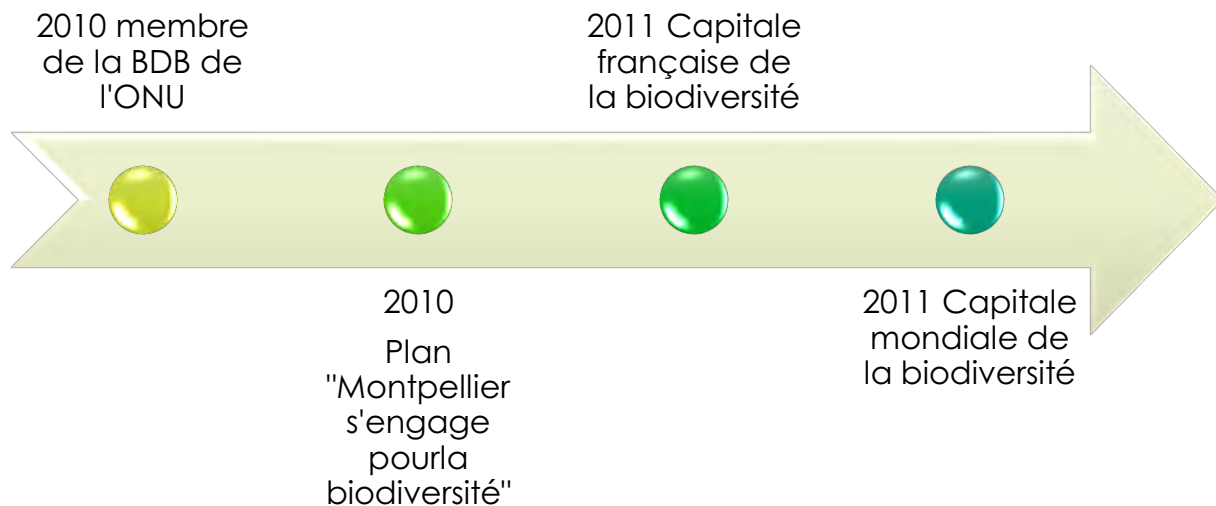 2010 membre
de la BDB de
l'ONU
2010
Plan
"Montpellier
s'engage
pourla
biodiversité"
2011 Capitale
française de
la biodiversité
2011 Capitale
mondiale de
la biodiversité